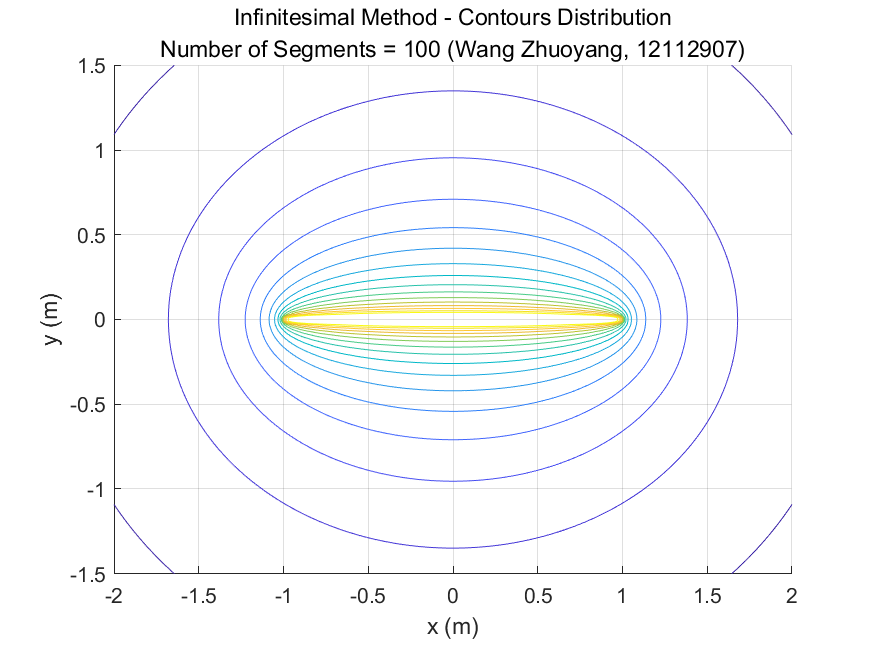 Infinitesimal Method - Contours Distribution
Number of Segments = 100 (Wang Zhuoyang, 12112907)
1.5
1
0.5
0
-0.5
-1
-1.5
y (m)
-2 -1.5 -1 -0.5 0 0.5 1 1.5 2
x (m)